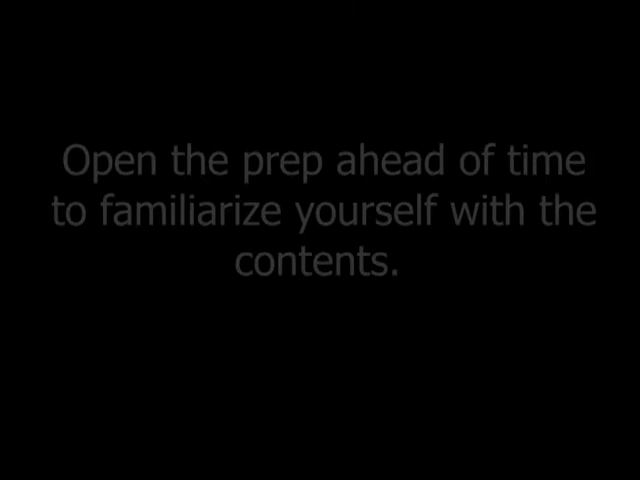 Open the prep ahead of time
to familiarize yourself with the
contents.